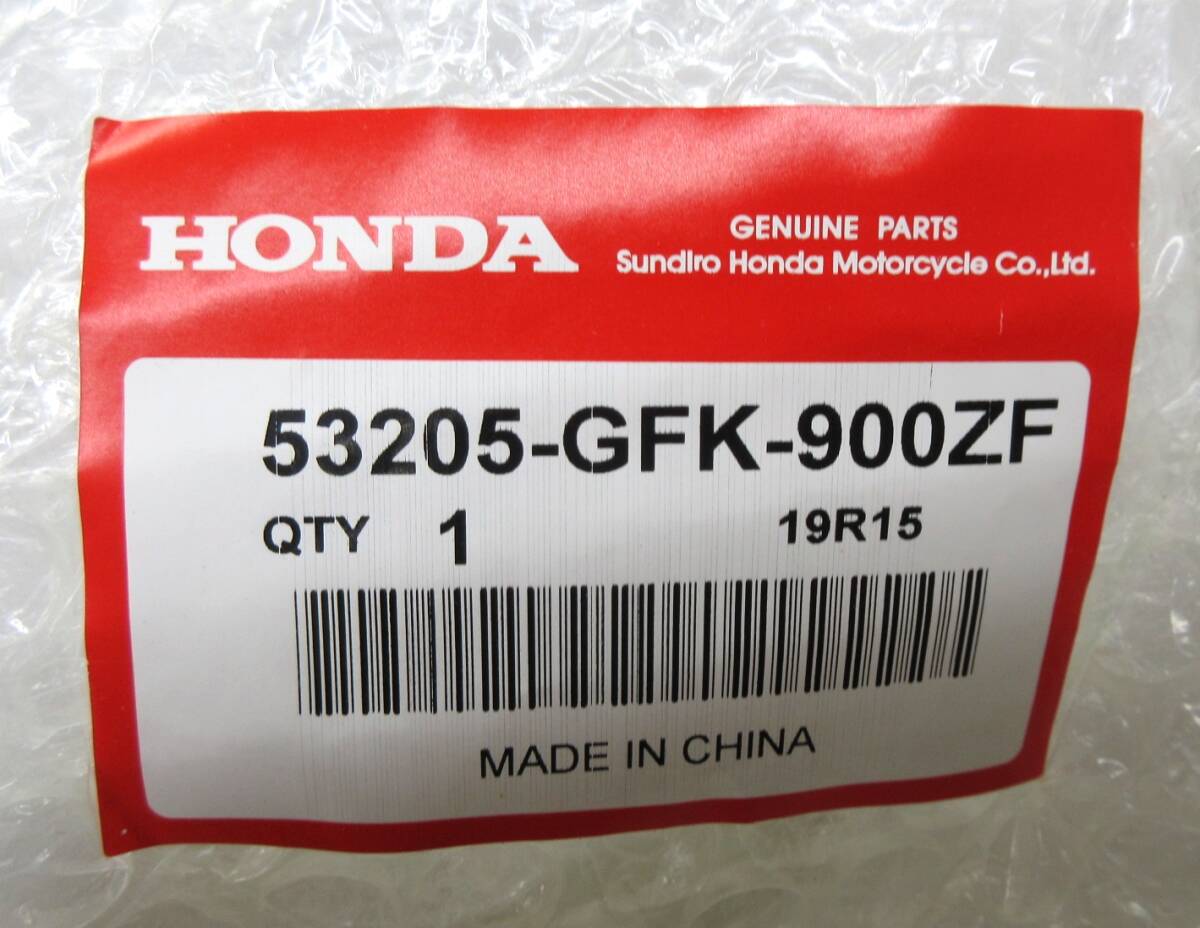 HONDA
GENUINE PARTS
Sundiro Honda Motorcycle Co.,Ltd.
53205-GFK-900ZF
QTY 1 19R15
MADE IN CHINA